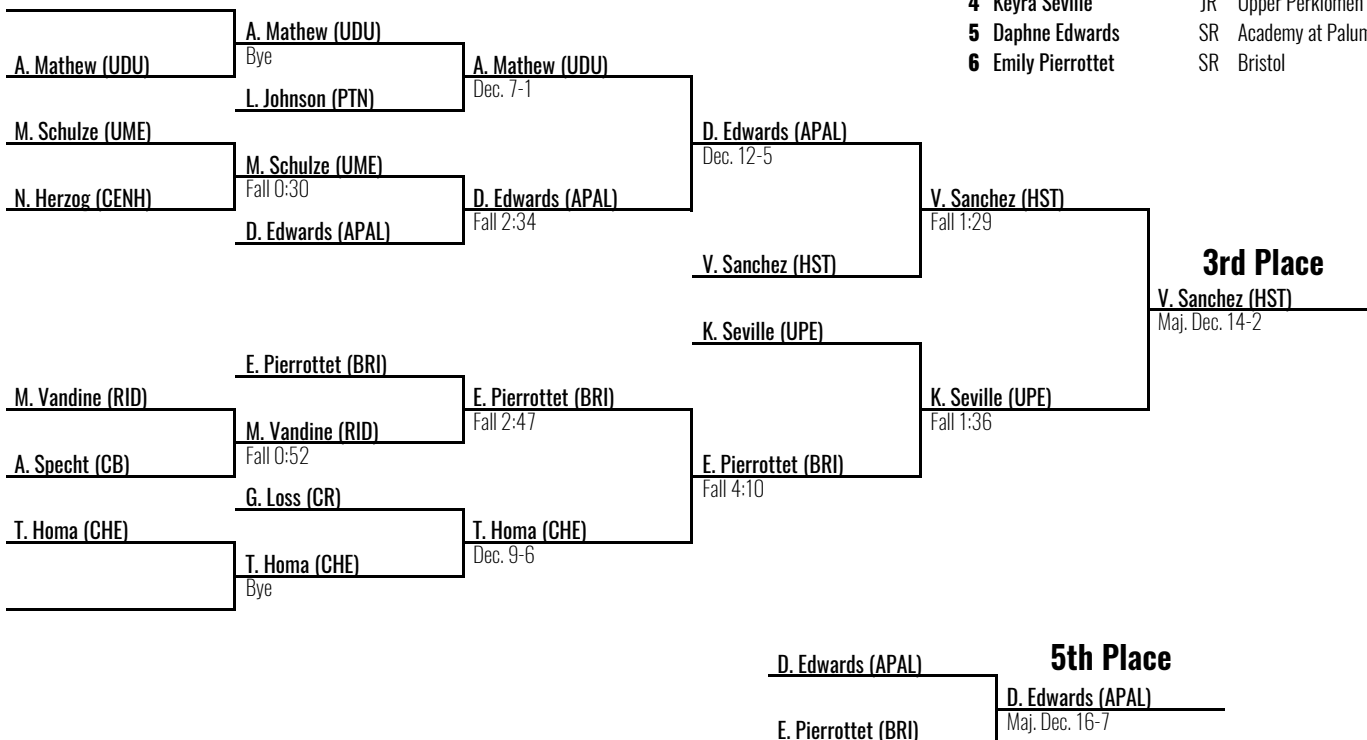 4 Keyra Seville JR Upper Perkiomen
5 Daphne Edwards SR Academy at
6 Emily Pierrottet SR Bristol
A. Mathew (UDU)
Bye
A. Mathew (UDU)
A. Mathew (UDU)
Dec. 7-1
L. Johnson (PTN)
M. Schulze (UME)
D. Edwards (APAL)
Dec. 12-5
M. Schulze (UME)
Fall 0:30
N. Herzog (CENH)
D. Edwards (APAL)
Fall 2:34
V. Sanchez (HST)
Fall 1:29
D. Edwards (APAL)
V. Sanchez (HST)
3rd Place
V. Sanchez (HST)
Maj. Dec. 14-2
K. Seville (UPE)
E. Pierrottet (BRI)
M. Vandine (RID)
E. Pierrottet (BRI)
Fall 2:47
K. Seville (UPE)
Fall 1:36
M. Vandine (RID)
Fall 0:52
A. Specht (CB)
E. Pierrottet (BRI)
Fall 4:10
G. Loss (CR)
T. Homa (CHE)
T. Homa (CHE)
Dec. 9-6
T. Homa (CHE)
Bye
5th Place
D. Edwards (APAL)
D. Edwards (APAL)
Maj. Dec. 16-7
E. Pierrottet (BRI)